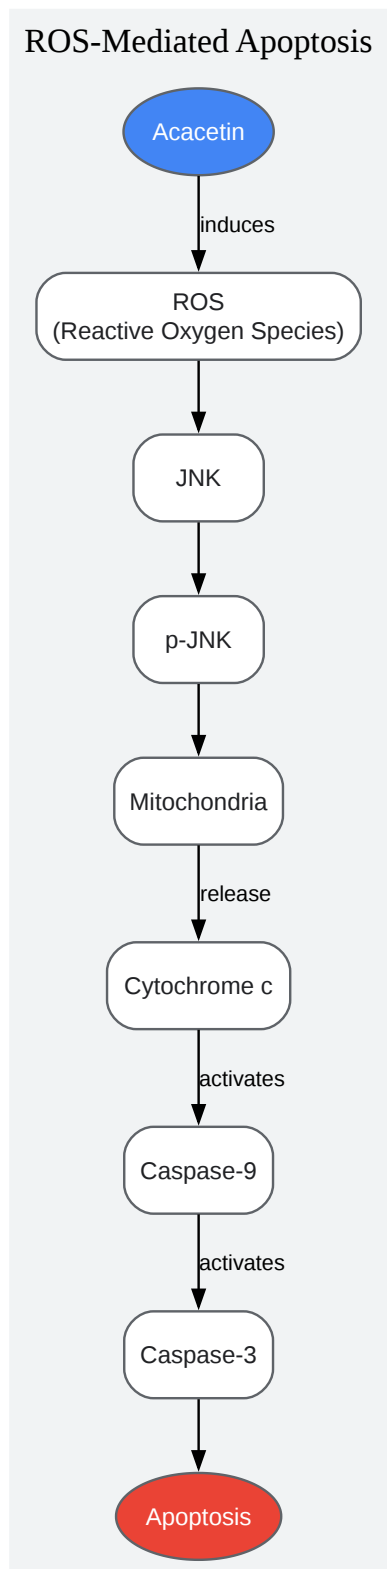 ROS-Mediated Apoptosis
Acacetin
induces
ROS
(Reactive Oxygen Species)
JNK
p-JNK
Mitochondria
release
Cytochrome c
activates
Caspase-9
activates
Caspase-3
Apoptosis